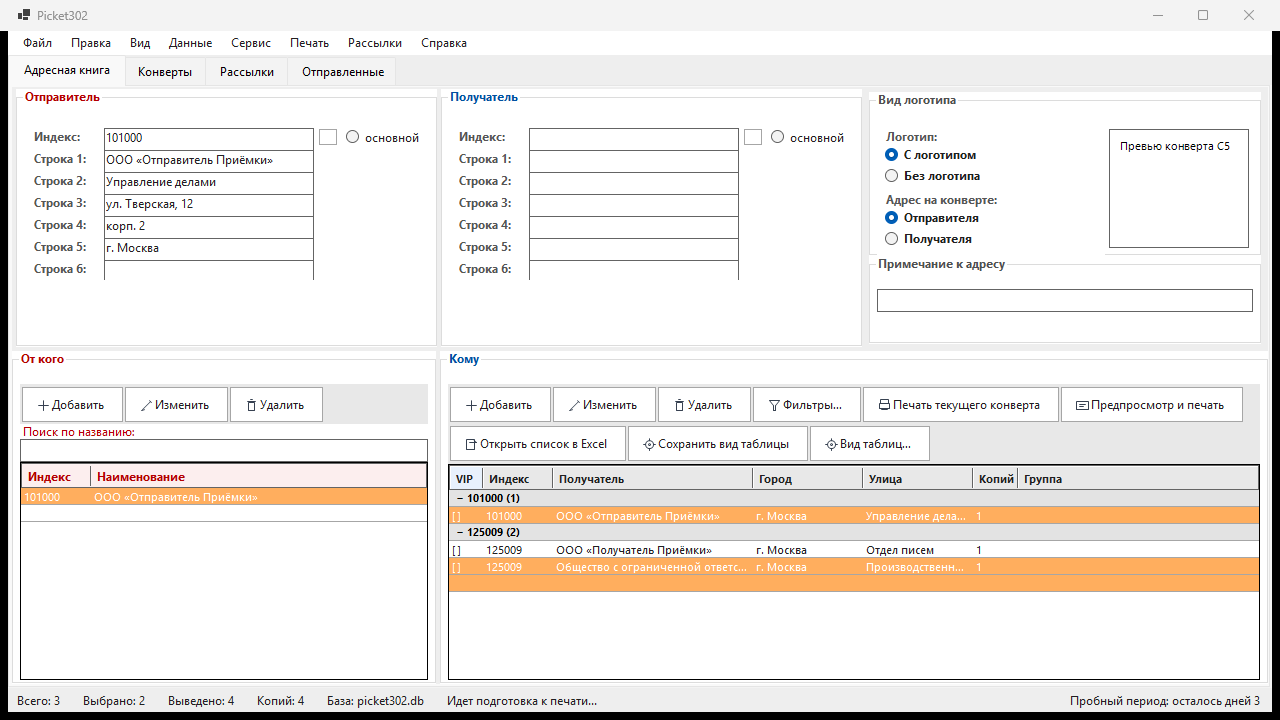 Picket302
Файл Правка Вид Данные Сервис Печать Рассылки Справка
Адресная книга Конверты Рассылки Отправленные
Отправитель
Индекс: 101000 основной
Строка 1: ООО «Отправитель Приёмки»
Строка 2: Управление делами
Строка 3: ул. Тверская, 12
Строка 4: корп. 2
Строка 5: г. Москва
Строка 6:
Получатель
Индекс: основной
Строка 1:
Строка 2:
Строка 3:
Строка 4:
Строка 5:
Строка 6:
Вид логотипа
Логотип:
С логотипом
Без логотипа
Адрес на конверте:
Отправителя
Получателя
Превью конверта C5
Примечание к адресу
От кого
Добавить Изменить Удалить
Поиск по названию:
Индекс Наименование
101000 ООО «Отправитель Приёмки»
Кому
Добавить Изменить Удалить Фильтры... Печать текущего конверта Предпросмотр и печать
Открыть список в Excel Сохранить вид таблицы Вид таблиц...
VIP Индекс Получатель Город Улица Копий Группа
− 101000 (1)
[ ] 101000 ООО «Отправитель Приёмки» г. Москва Управление дела... 1
− 125009 (2)
[ ] 125009 ООО «Получатель Приёмки» г. Москва Отдел писем 1
[ ] 125009 Общество с ограниченной ответс... г. Москва Производственн... 1
Всего: 3 Выбрано: 2 Выведено: 4 Копий: 4 База: picket302.db Идет подготовка к печати... Пробный период: осталось дней 3